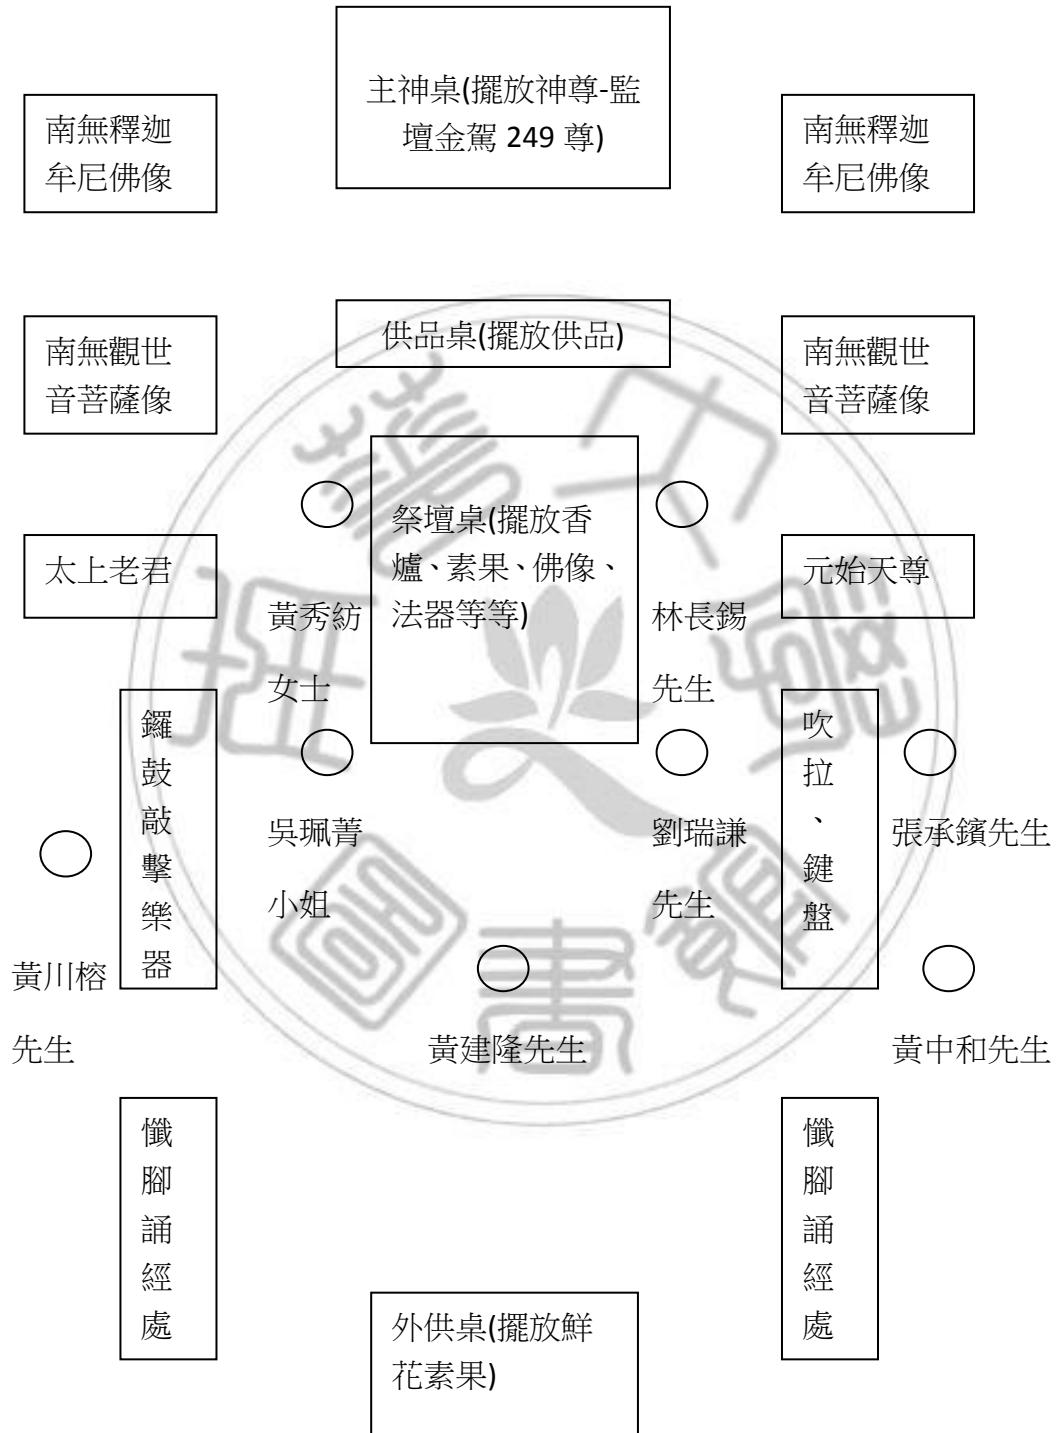 主神桌(擺放神尊-監
壇金駕 249 尊)
南無釋迦
牟尼佛像
南無釋迦
牟尼佛像
供品桌(擺放供品)
南無觀世
音菩薩像
南無觀世
音菩薩像
祭壇桌(擺放香
爐、素果、佛像、
法器等等)
太上老君
元始天尊
黃秀紡
女士
林長錫
先生
鑼
鼓
敲
擊
樂
器
吹
拉
、
鍵
盤
吳珮菁
小姐
劉瑞謙
先生
張承鑌先生
黃川榕
先生
黃建隆先生
黃中和先生
懺
腳
誦
經
處
懺
腳
誦
經
處
外供桌(擺放鮮
花素果)